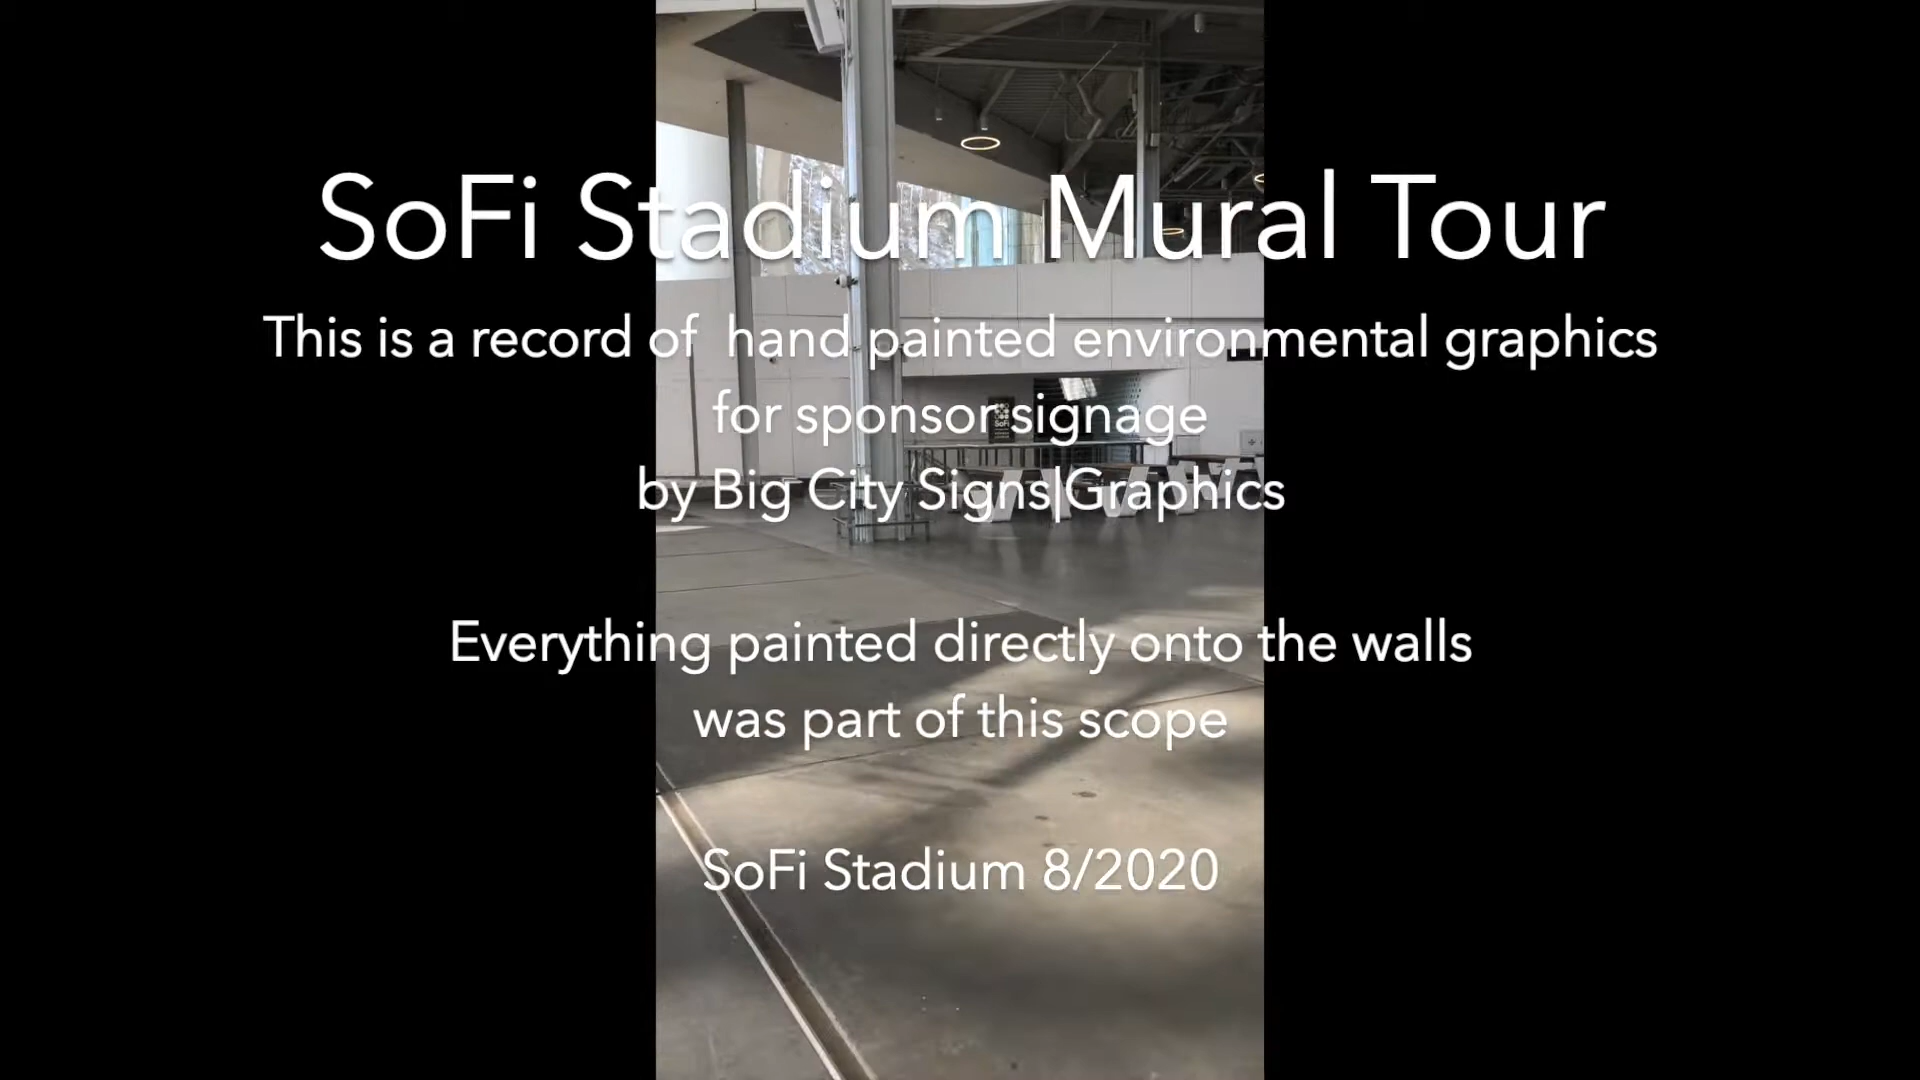 SoFi Stadium Mural Tour
This is a record of  hand painted environmental graphics
for sponsor signage
by Big City Signs|Graphics
Everything painted directly onto the walls
was part of this scope
SoFi Stadium 8/2020
SoFi